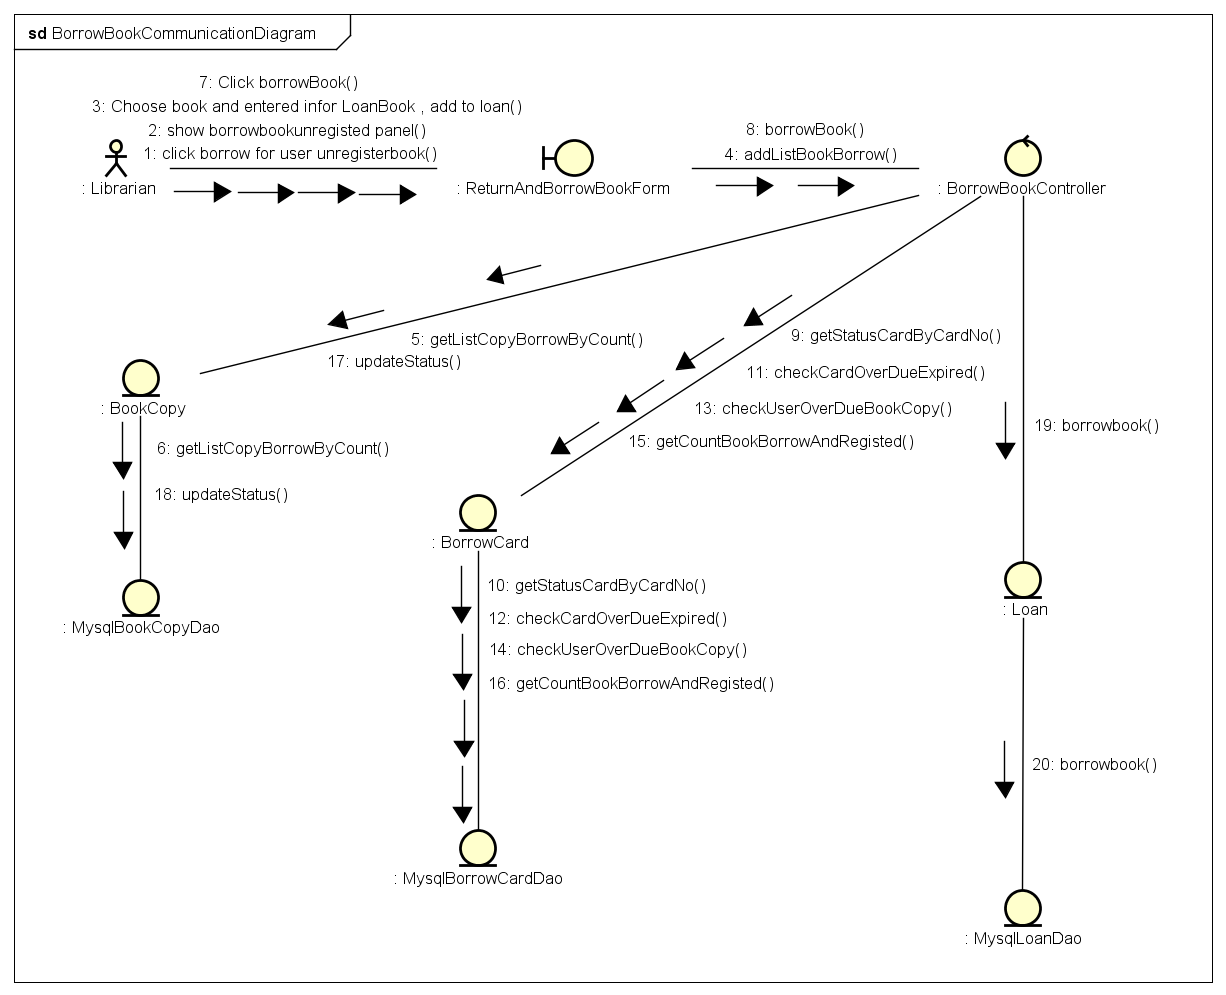 sd BorrowBookCommunicationDiagram
7: Click borrowBook()
3: Choose book and entered infor LoanBook , add to loan()
2: show borrowbookunregisted panel()
1: click borrow for user unregisterbook()
8: borrowBook()
4: addListBookBorrow()
: Librarian
: ReturnAndBorrowBookForm
: BorrowBookController
5: getListCopyBorrowByCount()
17: updateStatus()
9: getStatusCardByCardNo()
11: checkCardOverDueExpired()
13: checkUserOverDueBookCopy()
15: getCountBookBorrowAndRegisted()
19: borrowbook()
: BookCopy
6: getListCopyBorrowByCount()
18: updateStatus()
: BorrowCard
10: getStatusCardByCardNo()
12: checkCardOverDueExpired()
14: checkUserOverDueBookCopy()
16: getCountBookBorrowAndRegisted()
: Loan
: MysqlBookCopyDao
20: borrowbook()
: MysqlBorrowCardDao
: MysqlLoanDao